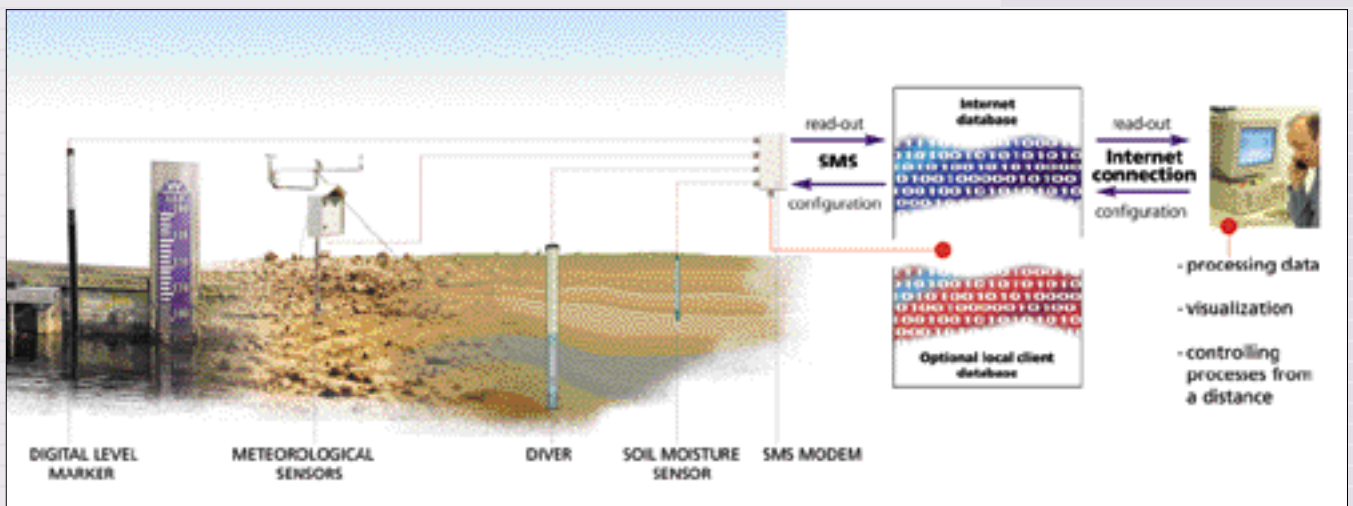 read-out
SMS
configuration
Internet
database
read-out
Internet
connection
configuration
Optional local client
database
- processing data
- visualization
- controlling
processes from
a distance
DIGITAL LEVEL
MARKER
METEOROLOGICAL
SENSORS
DIVER
SOIL MOISTURE
SENSOR
SMS MODEM